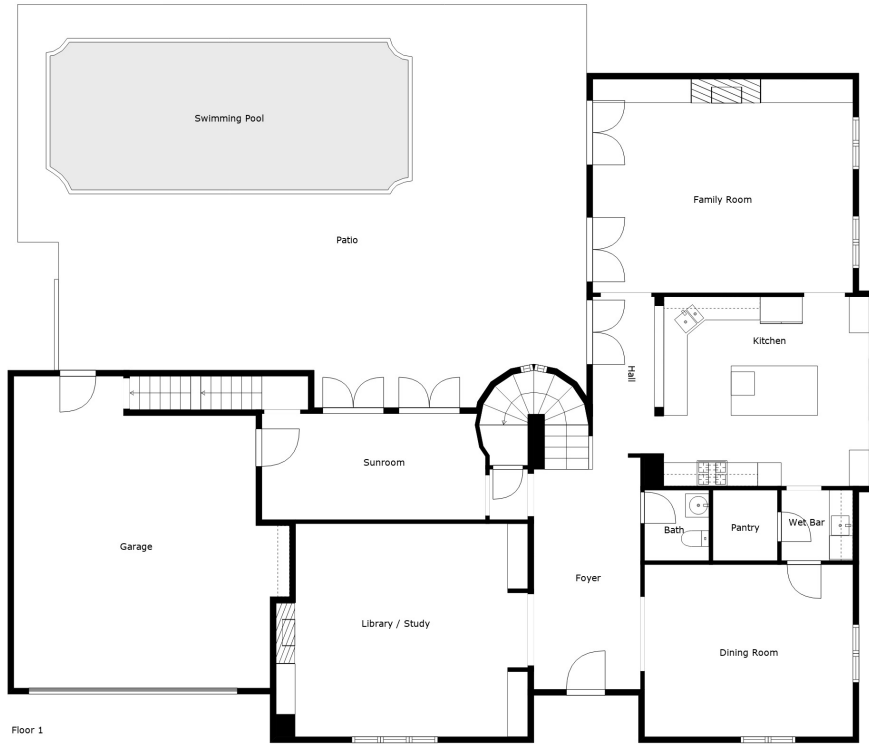 Swimming Pool
Family Room
Patio
Kitchen
Hall
Sunroom
Bath
Pantry
Wet Bar
Garage
Foyer
Library / Study
Dining Room
Floor 1